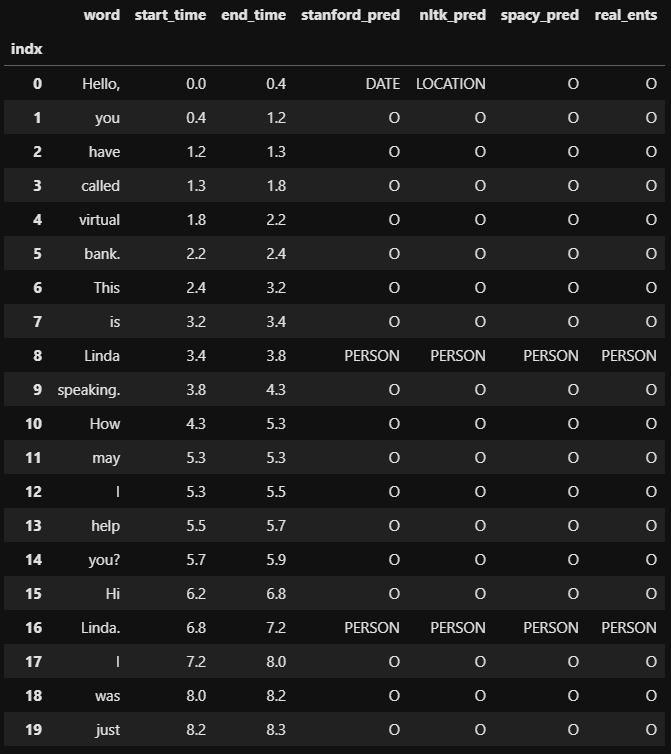 word start_time end_time stanford_pred nltk_pred spacy_pred real_ents
indx
0 Hello, 0.0 0.4 DATE LOCATION O O
1 you 0.4 1.2 O O O O
2 have 1.2 1.3 O O O O
3 called 1.3 1.8 O O O O
4 virtual 1.8 2.2 O O O O
5 bank. 2.2 2.4 O O O O
6 This 2.4 3.2 O O O O
7 is 3.2 3.4 O O O O
8 Linda 3.4 3.8 PERSON PERSON PERSON PERSON
9 speaking. 3.8 4.3 O O O O
10 How 4.3 5.3 O O O O
11 may 5.3 5.3 O O O O
12 I 5.3 5.5 O O O O
13 help 5.5 5.7 O O O O
14 you? 5.7 5.9 O O O O
15 Hi 6.2 6.8 O O O O
16 Linda. 6.8 7.2 PERSON PERSON PERSON PERSON
17 I 7.2 8.0 O O O O
18 was 8.0 8.2 O O O O
19 just 8.2 8.3 O O O O